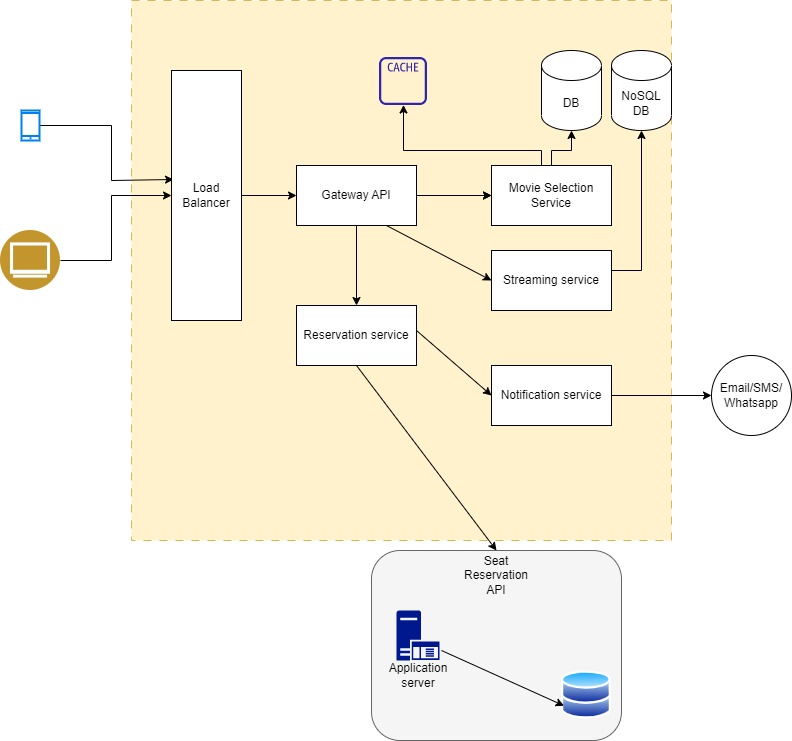 CACHE
DB
NoSQL
DB
Load
Balancer
Gateway API
Movie Selection
Service
Streaming service
Reservation service
Notification service
Email/SMS/
Whatsapp
Seat
Reservation
API
Application
server